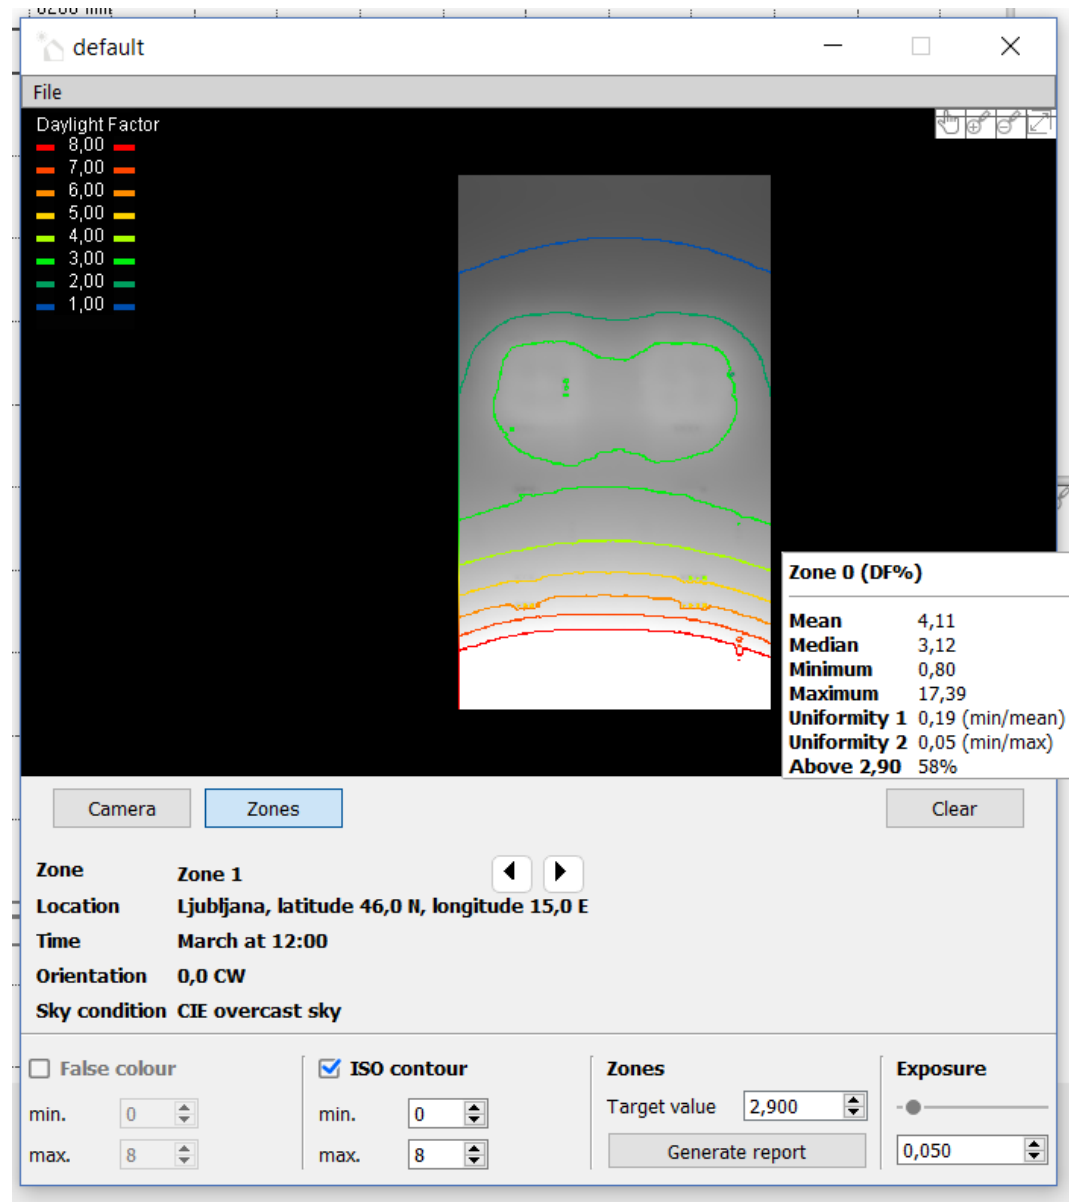 default
File
Daylight Factor
8,00
7,00
6,00
5,00
4,00
3,00
2,00
1,00
Zone 0 (DF%)
Mean 4,11
Median 3,12
Minimum 0,80
Maximum 17,39
Uniformity 1 0,19 (min/mean)
Uniformity 2 0,05 (min/max)
Above 2,90 58%
Camera Zones Clear
Zone Zone 1
Location Ljubljana, latitude 46,0 N, longitude 15,0 E
Time March at 12:00
Orientation 0,0 CW
Sky condition CIE overcast sky
False colour ISO contour Zones Exposure
min. 0 min. 0 Target value 2,900
max. 8 max. 8 Generate report 0,050